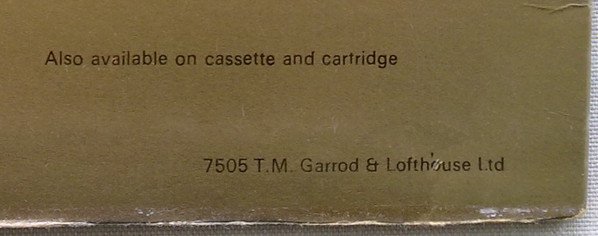 Also available on cassette and cartridge
7505 T.M. Garrod & Lofthouse Ltd